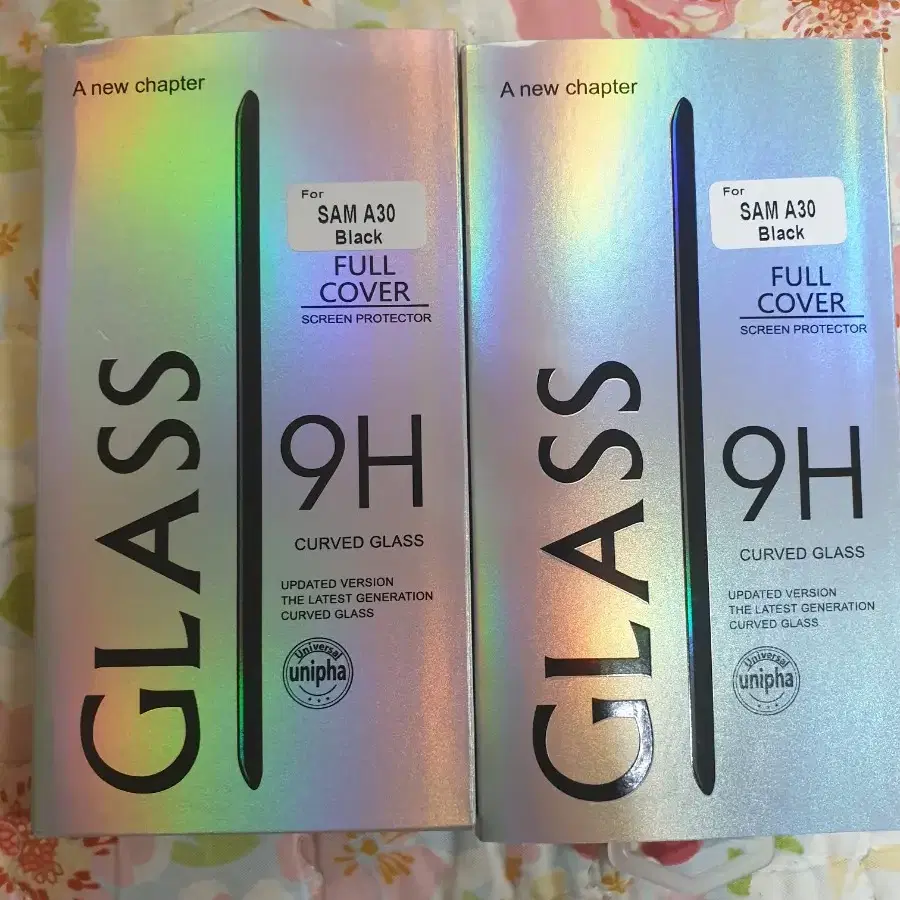 A new chapter
For
SAM A30
Black
FULL
COVER
SCREEN PROTECTOR
GLASS
9H
CURVED GLASS
UPDATED VERSION
THE LATEST GENERATION
CURVED GLASS
Universal
unipha
A new chapter
For
SAM A30
Black
FULL
COVER
SCREEN PROTECTOR
GLASS
9H
CURVED GLASS
UPDATED VERSION
THE LATEST GENERATION
CURVED GLASS
Universal
unipha